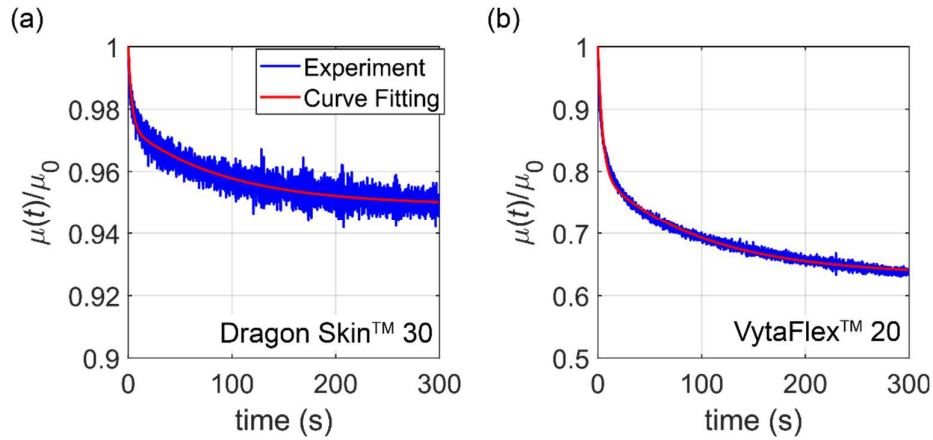 (a)
1
0.98
0.96
0.94
0.92
0.9
μ(t)/μ₀
Experiment
Curve Fitting
Dragon Skin™ 30
0
100
200
300
time (s)
(b)
1
0.9
0.8
0.7
0.6
0.5
μ(t)/μ₀
VytaFlex™ 20
0
100
200
300
time (s)